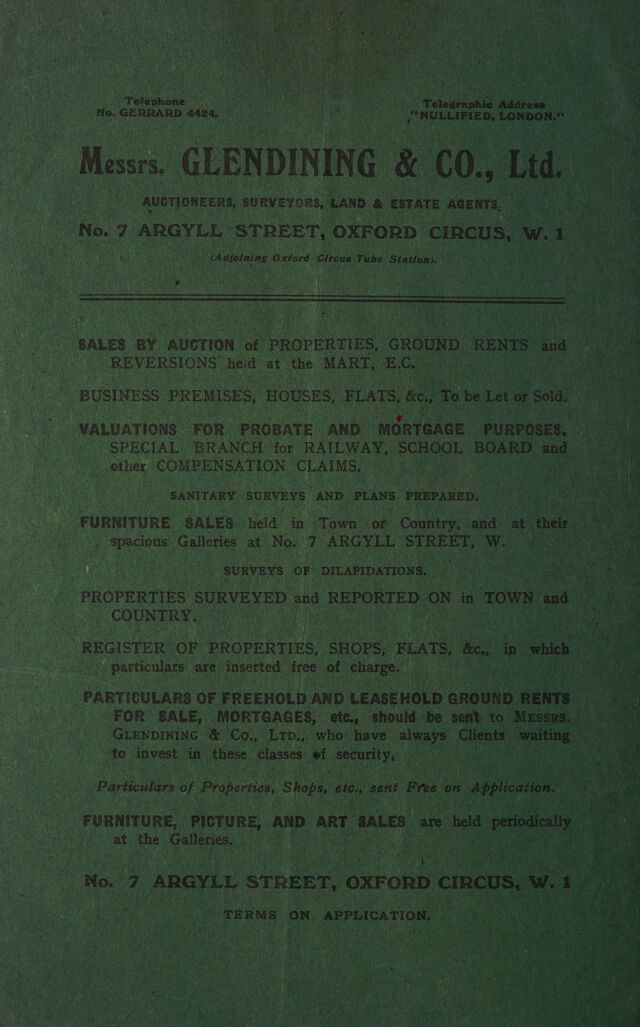 Telephone
No. GERRARD 4424.
Telegraphic Address
"NULLIFIED, LONDON."
Messrs. GLENDINING & CO., Ltd.
AUCTIONEERS, SURVEYORS, LAND & ESTATE AGENTS.
No. 7 ARGYLL STREET, OXFORD CIRCUS, W. 1
(Adjoining Oxford Circus Tube Station).
SALES BY AUCTION of PROPERTIES, GROUND RENTS and
REVERSIONS held at the MART, E.C.
BUSINESS PREMISES, HOUSES, FLATS, &c., To be Let or Sold.
VALUATIONS FOR PROBATE AND MORTGAGE PURPOSES.
SPECIAL BRANCH for RAILWAY, SCHOOL BOARD and
other COMPENSATION CLAIMS.
SANITARY SURVEYS AND PLANS PREPARED.
FURNITURE SALES held in Town or Country, and at their
spacious Galleries at No. 7 ARGYLL STREET, W.
SURVEYS OF DILAPIDATIONS.
PROPERTIES SURVEYED and REPORTED ON in TOWN and
COUNTRY.
REGISTER OF PROPERTIES, SHOPS, FLATS, &c., in which
particulars are inserted free of charge.
PARTICULARS OF FREEHOLD AND LEASEHOLD GROUND RENTS
FOR SALE, MORTGAGES, etc., should be sent to MESSRS.
GLENDINING & CO., LTD., who have always Clients waiting
to invest in these classes of security.
Particulars of Properties, Shops, etc., sent Free on Application.
FURNITURE, PICTURE, AND ART SALES are held periodically
at the Galleries.
No. 7 ARGYLL STREET, OXFORD CIRCUS, W. 1
TERMS ON APPLICATION.